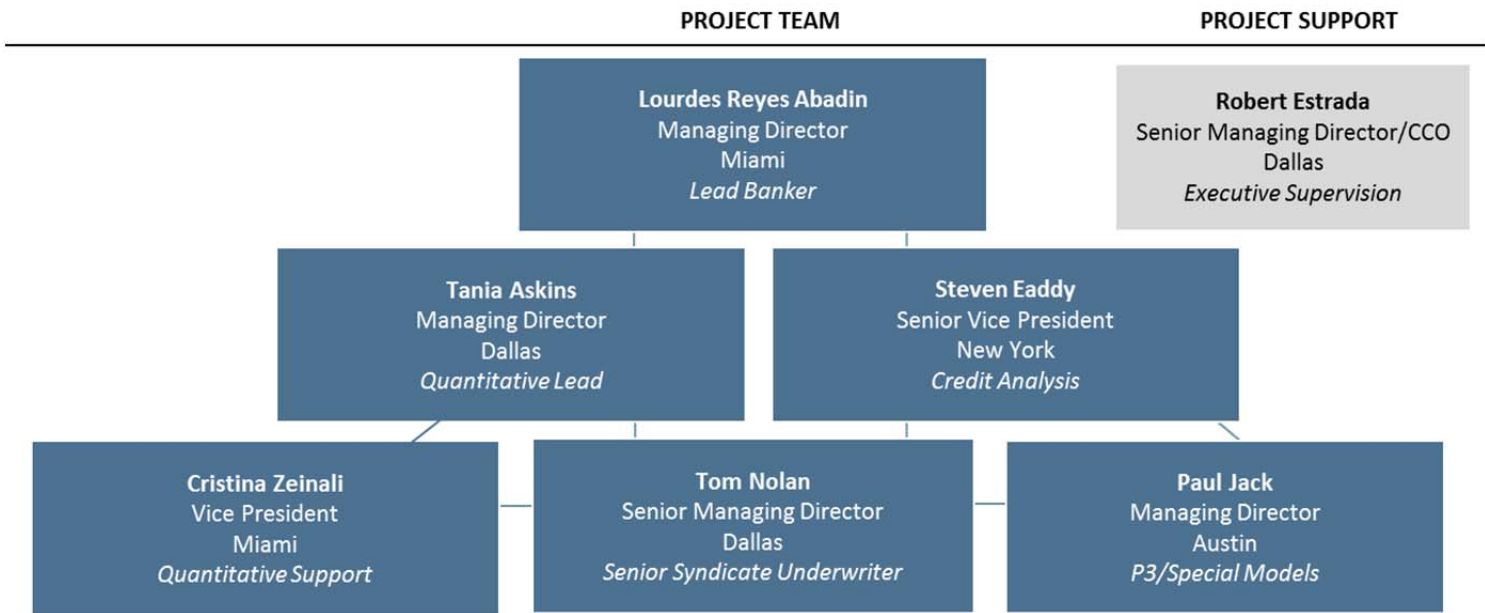 PROJECT TEAM
PROJECT SUPPORT
Lourdes Reyes Abadin
Managing Director
Miami
Lead Banker
Robert Estrada
Senior Managing Director/CCO
Dallas
Executive Supervision
Tania Askins
Managing Director
Dallas
Quantitative Lead
Steven Eaddy
Senior Vice President
New York
Credit Analysis
Cristina Zeinali
Vice President
Miami
Quantitative Support
Tom Nolan
Senior Managing Director
Dallas
Senior Syndicate Underwriter
Paul Jack
Managing Director
Austin
P3/Special Models